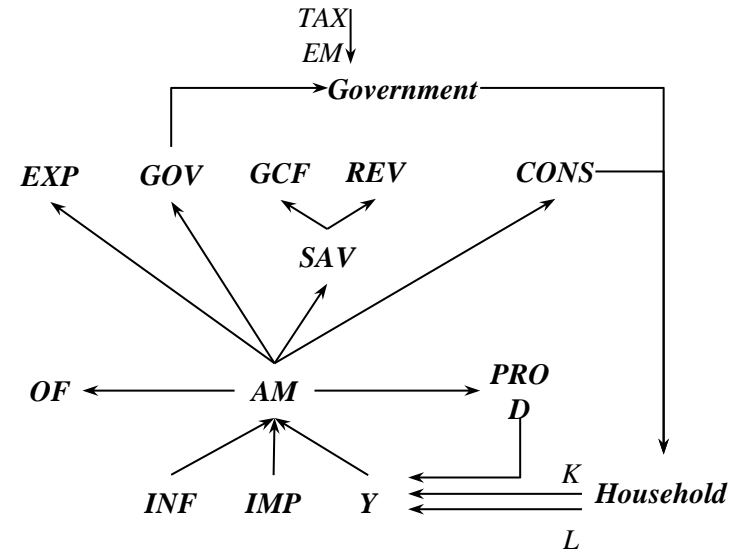 TAX
EM
Government
EXP GOV GCF REV CONS
SAV
PRO
OF AM
D
K
INF IMP Y Household
L